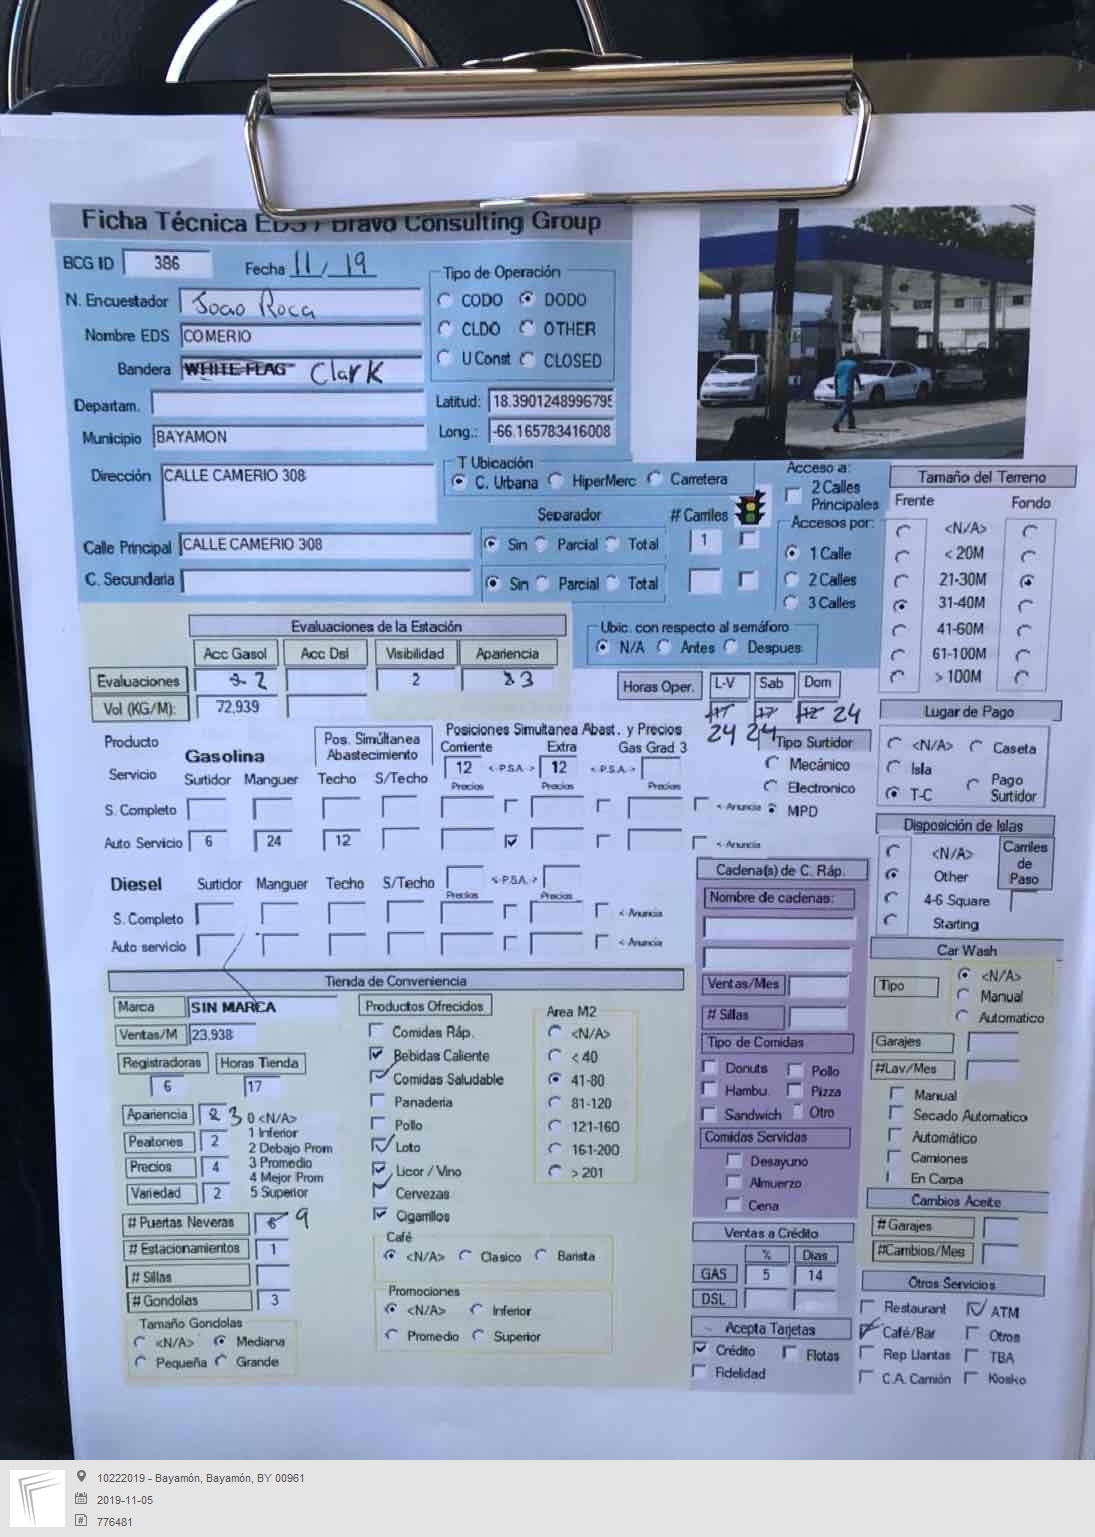 Ficha Técnica EDS / Bravo Consulting Group
BCG ID 386 Fecha 11/19
N. Encuestador Joao Roca
Nombre EDS COMERIO
Bandera WHITE FLAG Clark
Departam.
Municipio BAYAMON
Tipo de Operación
CODO DODO
CLDO OTHER
U Const CLOSED
Latitud: 18.3901248996795
Long.: -66.165783416008
Dirección CALLE CAMERIO 308
T Ubicación
C. Urbana HiperMerc Carretera
Acceso a:
2 Calles
Principales
Separador # Carriles
Calle Principal CALLE CAMERIO 308 Sin Parcial Total 1
C. Secundaria Sin Parcial Total
Accesos por:
1 Calle
2 Calles
3 Calles
Tamaño del Terreno
Frente Fondo
<N/A>
< 20M
21-30M
31-40M
41-60M
61-100M
> 100M
Evaluaciones de la Estación
Acc Gasol Acc Dsl Visibilidad Apariencia
Evaluaciones 2 2 3
Vol (KG/M): 72,939
Ubic. con respecto al semáforo
N/A Antes Despues
Horas Oper. L-V Sab Dom
17 17 12 24
24 24
Lugar de Pago
<N/A> Caseta
Isla
T-C Pago
Surtidor
Producto Gasolina
Pos. Simúltanea
Abastecimiento
Posiciones Simultanea Abast. y Precios
Corriente Extra Gas Grad 3
12 <-P.S.A-> 12 <-P.S.A->
Servicio Surtidor Manguer Techo S/Techo Precios Precios Precios
S. Completo <-Anuncia
Auto Servicio 6 24 12 <-Anuncia
Tipo Surtidor
Mecánico
Electronico
MPD
Disposición de Islas
<N/A>
Other
4-6 Square
Starting
Carriles
de
Paso
Diesel Surtidor Manguer Techo S/Techo <-P.S.A->
Precios Precios
S. Completo <-Anuncia
Auto servicio <-Anuncia
Cadena(s) de C. Ráp.
Nombre de cadenas:
Ventas/Mes
# Sillas
Tipo de Comidas
Donuts Pollo
Hambu. Pizza
Sandwich Otro
Comidas Servidas
Desayuno
Almuerzo
Cena
Car Wash
Tipo
<N/A>
Manual
Automatico
Garajes
#Lav/Mes
Manual
Secado Automatico
Automático
Camiones
En Carpa
Cambios Aceite
#Garajes
#Cambios/Mes
Tienda de Conveniencia
Marca SIN MARCA
Ventas/M 23,938
Registradoras Horas Tienda
6 17
Apariencia 2 3
Peatones 2
Precios 4
Variedad 2
0 <N/A>
1 Inferior
2 Debajo Prom
3 Promedio
4 Mejor Prom
5 Superior
# Puertas Neveras 9
# Estacionamientos 1
# Sillas
# Gondolas 3
Tamaño Gondolas
<N/A> Mediana
Pequeña Grande
Productos Ofrecidos
Comidas Ráp.
Bebidas Caliente
Comidas Saludable
Panaderia
Pollo
Loto
Licor / Vino
Cervezas
Cigarrillos
Area M2
<N/A>
< 40
41-80
81-120
121-160
161-200
> 201
Café
<N/A> Clasico Barista
Promociones
<N/A> Inferior
Promedio Superior
Ventas a Crédito
% Dias
GAS 5 14
DSL
Acepta Tarjetas
Crédito Flotas
Fidelidad
Otros Servicios
Restaurant ATM
Café/Bar Otros
Rep Llantas TBA
C.A. Camión Kiosko
10222019 - Bayamón, Bayamón, BY 00961
2019-11-05
776481